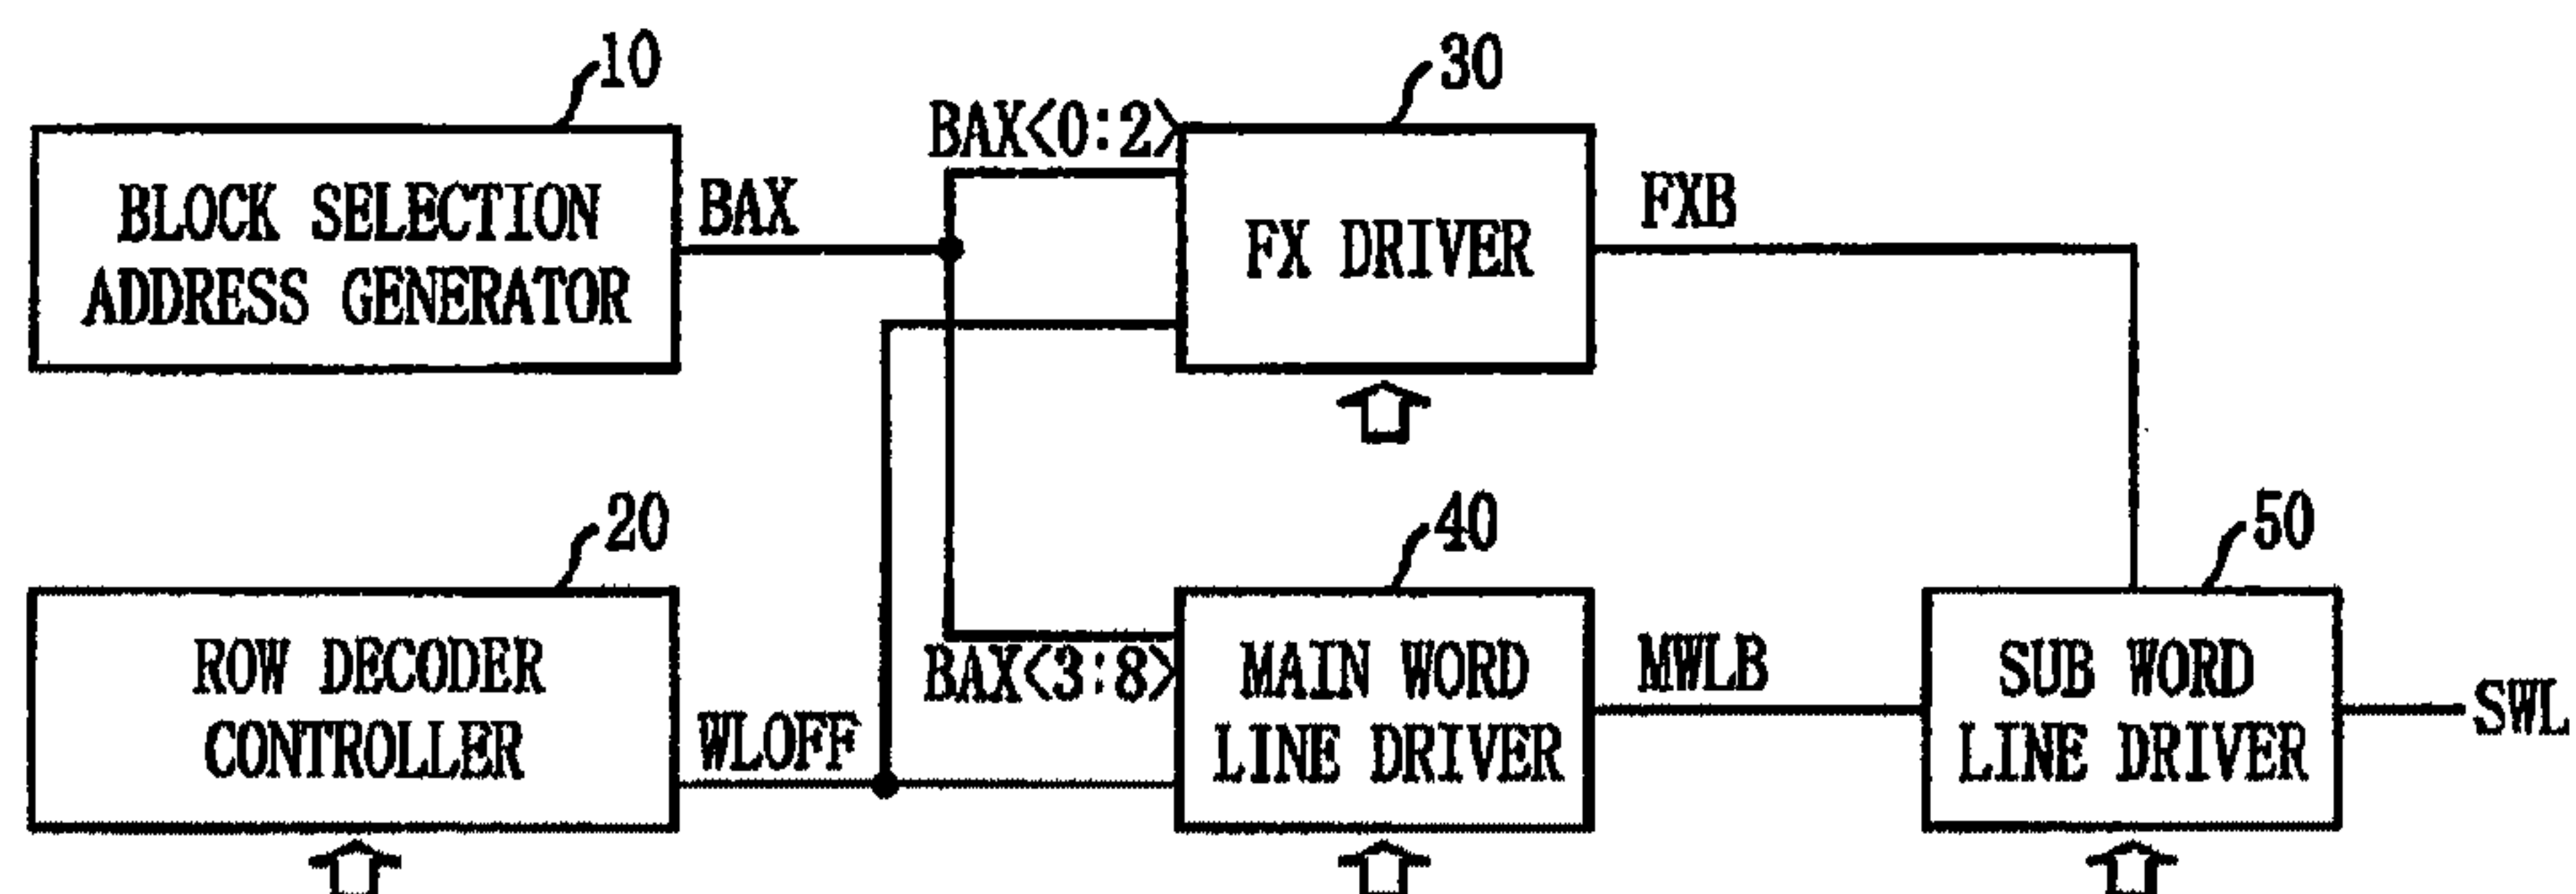 10
BLOCK SELECTION
ADDRESS GENERATOR
BAX
BAX<0:2>
30
FX DRIVER
FXB
20
ROW DECODER
CONTROLLER
WLOFF
BAX<3:8>
40
MAIN WORD
LINE DRIVER
MWLB
50
SUB WORD
LINE DRIVER
SWL